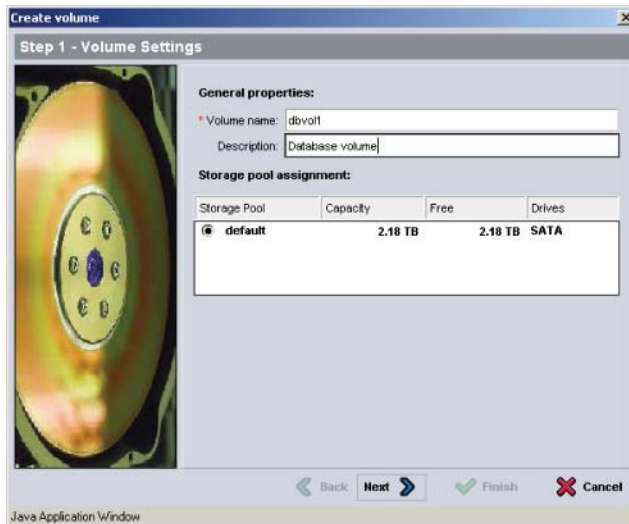 Create volume
Step 1 - Volume Settings
General properties:
* Volume name: dbvol1
Description: Database volume
Storage pool assignment:
Storage Pool Capacity Free Drives
default 2.18 TB 2.18 TB SATA
Back Next Finish Cancel
Java Application Window